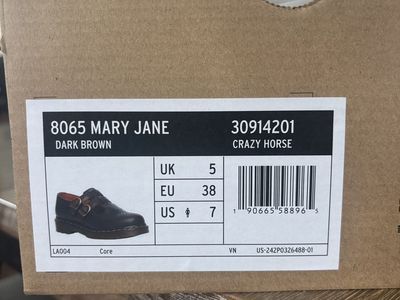 8065 MARY JANE
DARK BROWN
30914201
CRAZY HORSE
UK 5
EU 38
US 7
1 90665 58896 5
LA004 Core VN US-242P0326488-01